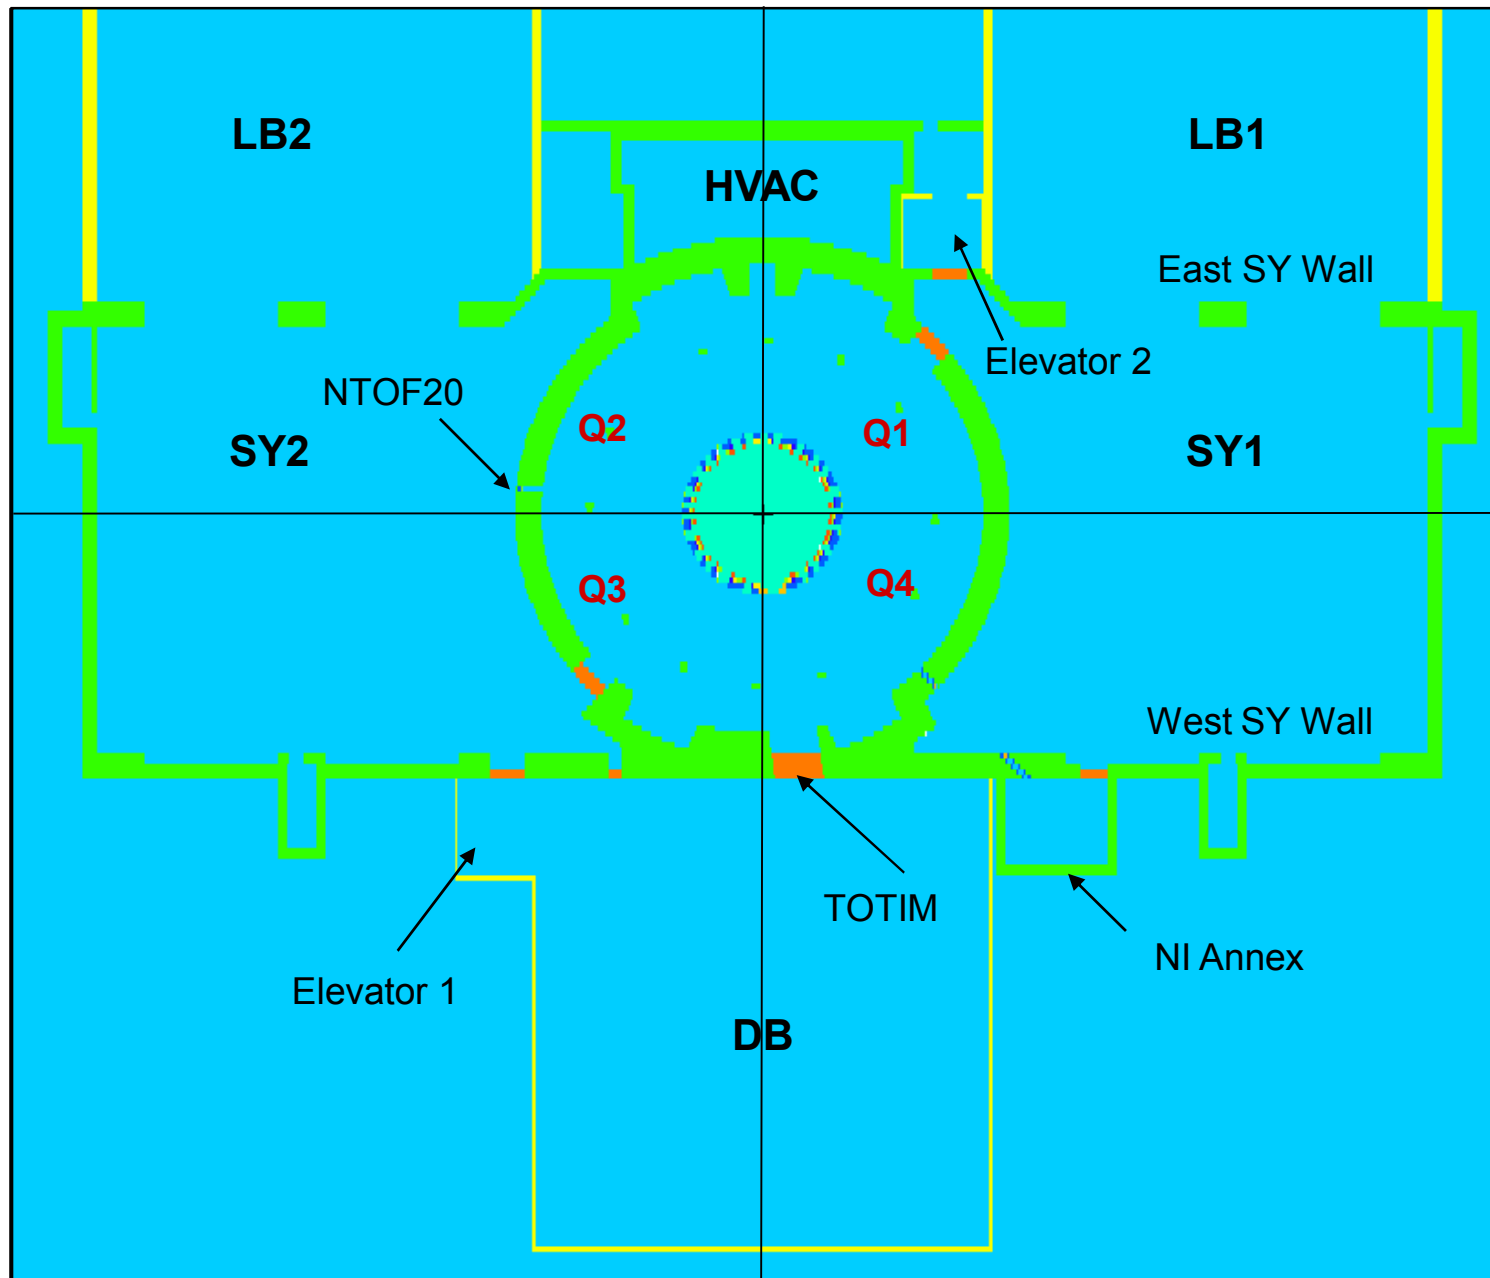 LB2
LB1
HVAC
East SY Wall
Elevator 2
NTOF20
Q2
Q1
SY2
SY1
Q3
Q4
West SY Wall
TOTIM
NI Annex
Elevator 1
DB